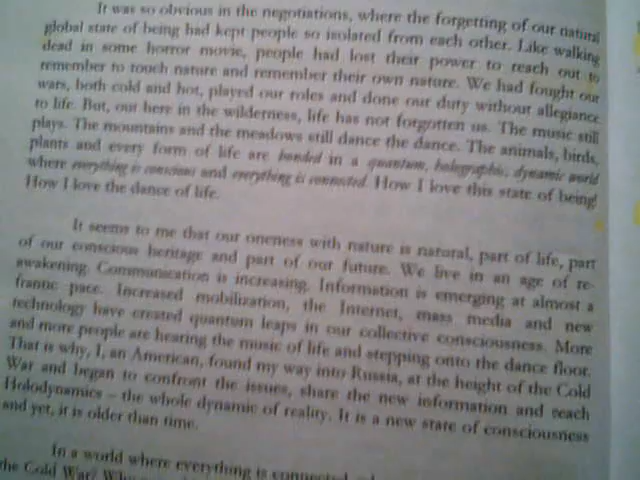 It was so obvious in the negotiations, where the forgetting of our natural
global state of being had kept people so isolated from each other. Like walking
dead in some horror movie, people had lost their power to reach out to
remember to touch nature and remember their own nature. We had fought our
wars, both cold and hot, played our roles and done our duty without allegiance
to life. But, out here in the wilderness, life has not forgotten us. The music still
plays. The mountains and the meadows still dance the dance. The animals, birds,
plants and every form of life are bonded in a quantum, holographic, dynamic world
where everything is conscious and everything is connected. How I love this state of being!
How I love the dance of life.
It seems to me that our oneness with nature is natural, part of life, part
of our conscious heritage and part of our future. We live in an age of re-
awakening. Communication is increasing. Information is emerging at almost a
frantic pace. Increased mobilization, the Internet, mass media and new
technology have created quantum leaps in our collective consciousness. More
and more people are hearing the music of life and stepping onto the dance floor.
That is why, I, an American, found my way into Russia, at the height of the Cold
War and began to confront the issues, share the new information and teach
Holodynamics – the whole dynamic of reality. It is a new state of consciousness
and yet, it is older than time.
In a world where everything is connected,
the Cold War?